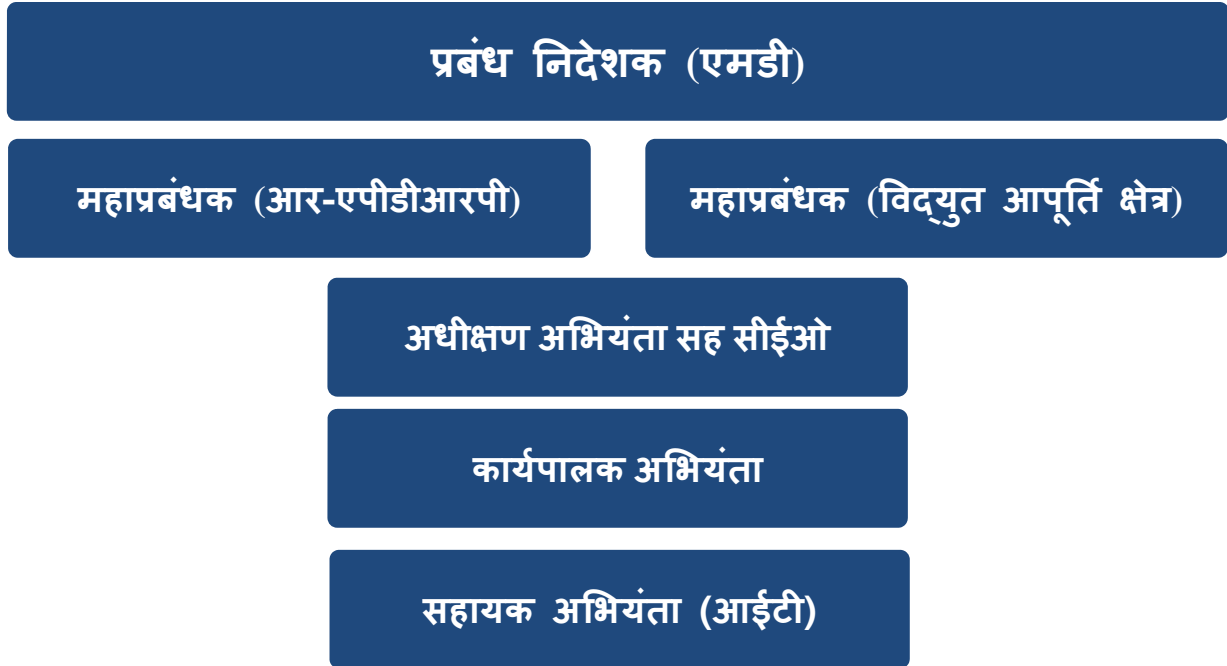 प्रबंध निदेशक (एमडी)
महाप्रबंधक (आर-एपीडीआरपी)
महाप्रबंधक (विद्‌युत आपूर्ति क्षेत्र)
अधीक्षण अभियंता सह सीईओ
कार्यपालक अभियंता
सहायक अभियंता (आईटी)